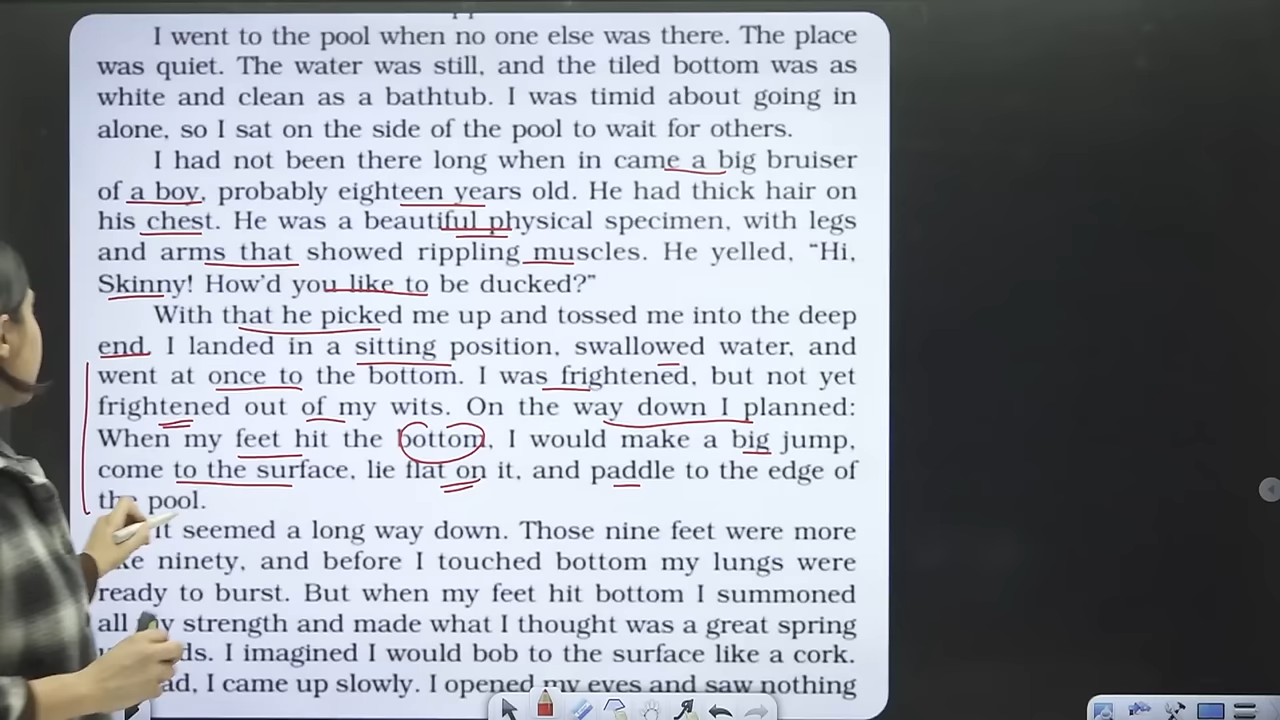 I went to the pool when no one else was there. The place
was quiet. The water was still, and the tiled bottom was as
white and clean as a bathtub. I was timid about going in
alone, so I sat on the side of the pool to wait for others.
I had not been there long when in came a big bruiser
of a boy, probably eighteen years old. He had thick hair on
his chest. He was a beautiful physical specimen, with legs
and arms that showed rippling muscles. He yelled, “Hi,
Skinny! How’d you like to be ducked?”
With that he picked me up and tossed me into the deep
end. I landed in a sitting position, swallowed water, and
went at once to the bottom. I was frightened, but not yet
frightened out of my wits. On the way down I planned:
When my feet hit the bottom, I would make a big jump,
come to the surface, lie flat on it, and paddle to the edge of
the pool.
It seemed a long way down. Those nine feet were more
ninety, and before I touched bottom my lungs were
ready to burst. But when my feet hit bottom I summoned
all my strength and made what I thought was a great spring
I imagined I would bob to the surface like a cork.
I came up slowly. I opened my eyes and saw nothing